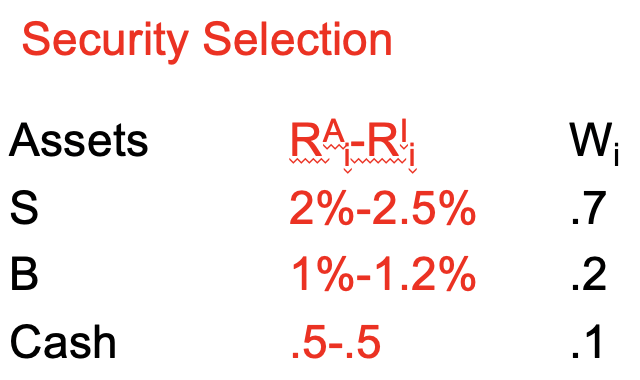 Security Selection
Assets Rᴬᵢ-Rᴵᵢ Wᵢ
S 2%-2.5% .7
B 1%-1.2% .2
Cash .5-.5 .1